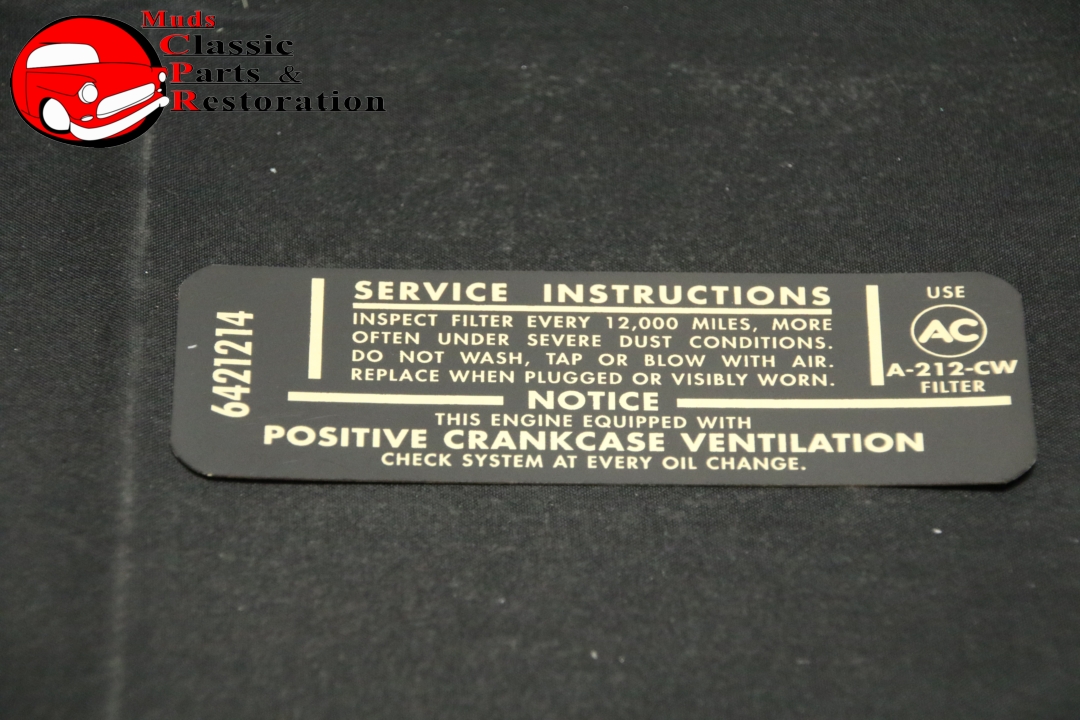 Muds
Classic
Parts &
Restoration
6421214
SERVICE INSTRUCTIONS
INSPECT FILTER EVERY 12,000 MILES, MORE
OFTEN UNDER SEVERE DUST CONDITIONS.
DO NOT WASH, TAP OR BLOW WITH AIR.
REPLACE WHEN PLUGGED OR VISIBLY WORN.
USE
AC
A-212-CW
FILTER
NOTICE
THIS ENGINE EQUIPPED WITH
POSITIVE CRANKCASE VENTILATION
CHECK SYSTEM AT EVERY OIL CHANGE.